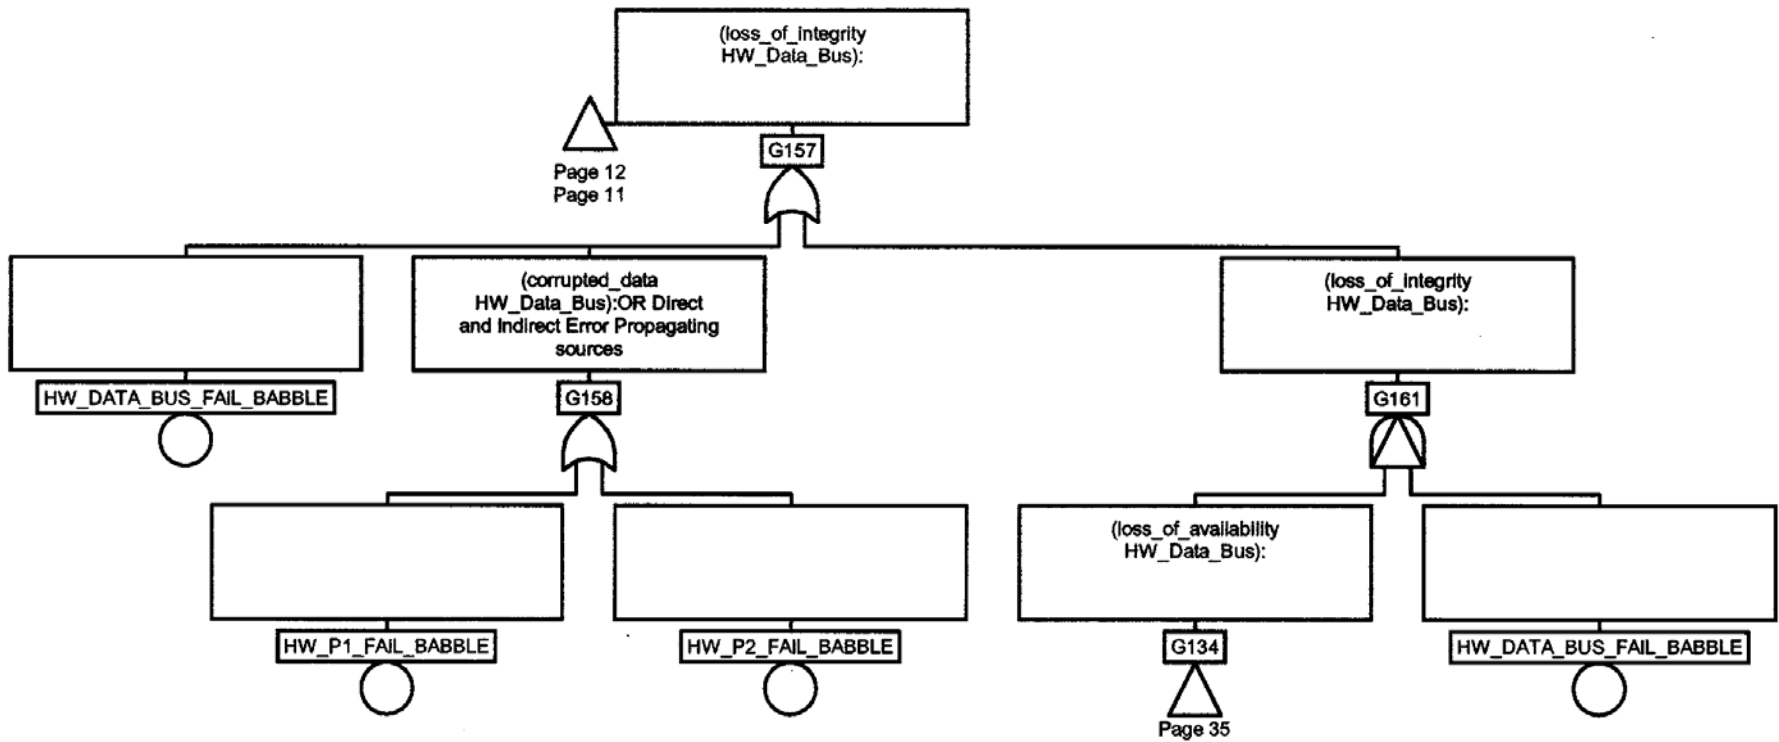 (loss_of_integrity
HW_Data_Bus):
Page 12
Page 11
G157
(corrupted_data
HW_Data_Bus):OR Direct
and Indirect Error Propagating
sources
(loss_of_integrity
HW_Data_Bus):
HW_DATA_BUS_FAIL_BABBLE
G158
G161
(loss_of_availability
HW_Data_Bus):
HW_P1_FAIL_BABBLE
HW_P2_FAIL_BABBLE
G134
HW_DATA_BUS_FAIL_BABBLE
Page 35